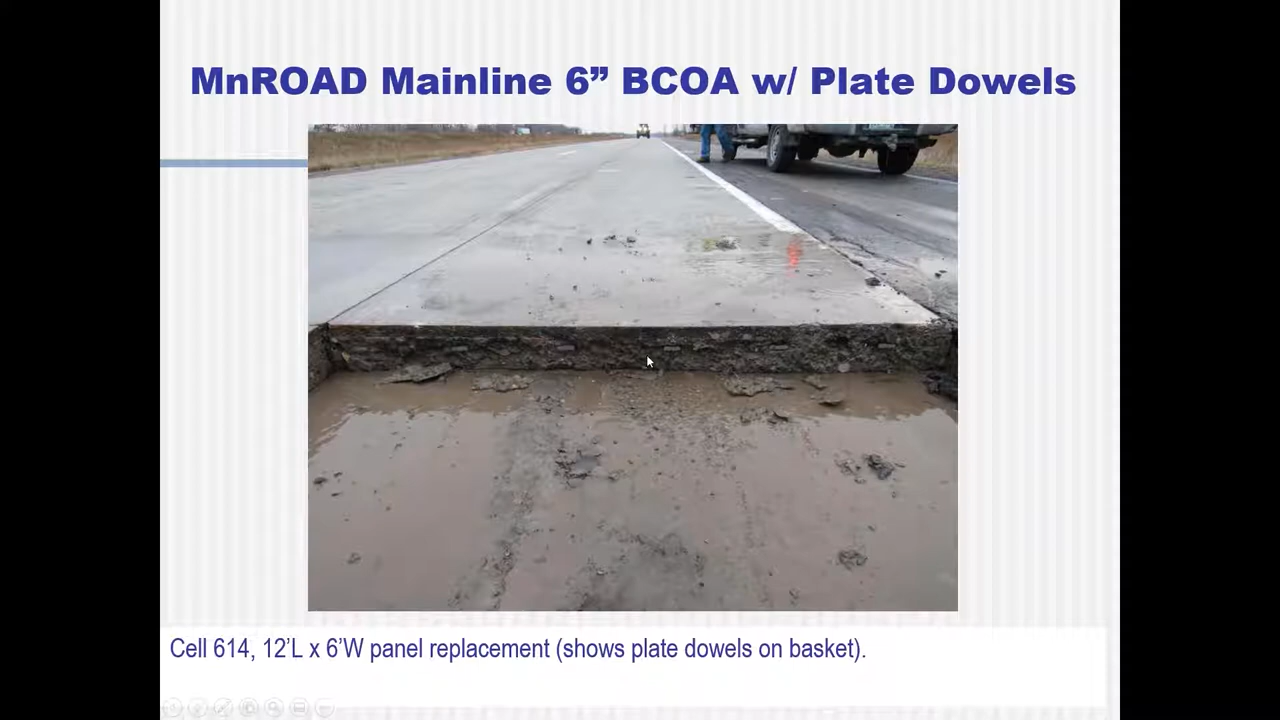 MnROAD Mainline 6” BCOA w/ Plate Dowels
Cell 614, 12’L x 6’W panel replacement (shows plate dowels on basket).